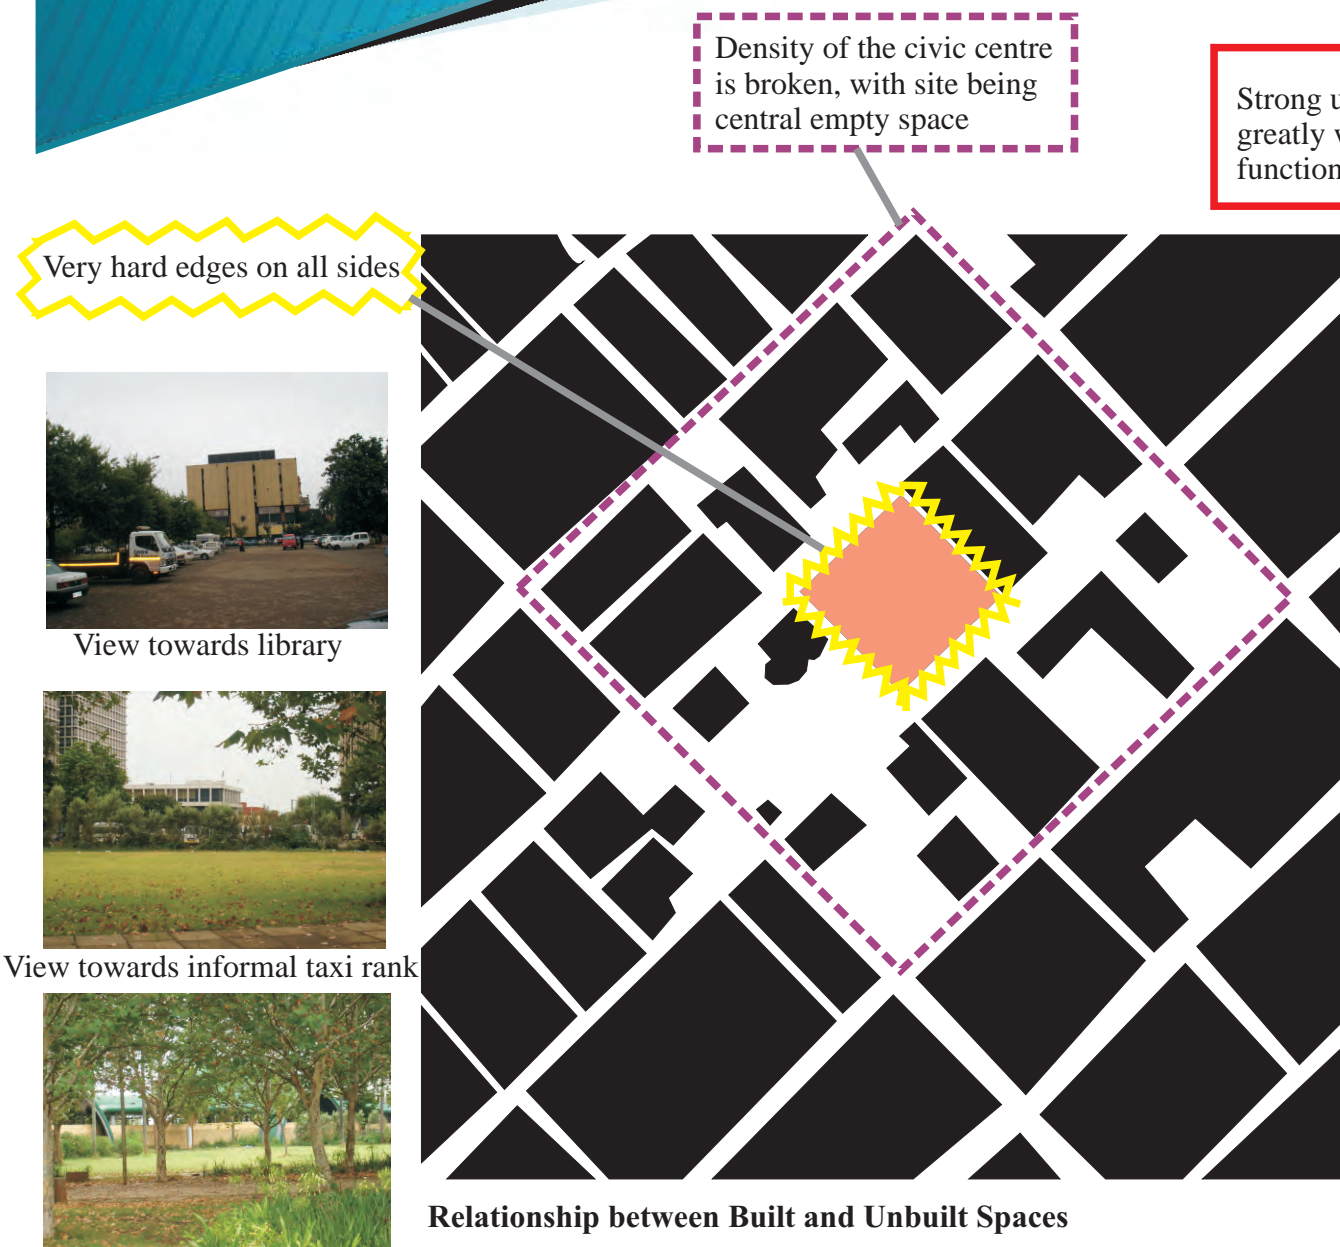 Density of the civic centre
is broken, with site being
central empty space
Strong
greatly
function
Very hard edges on all sides
View towards library
View towards informal taxi rank
Relationship between Built and Unbuilt Spaces